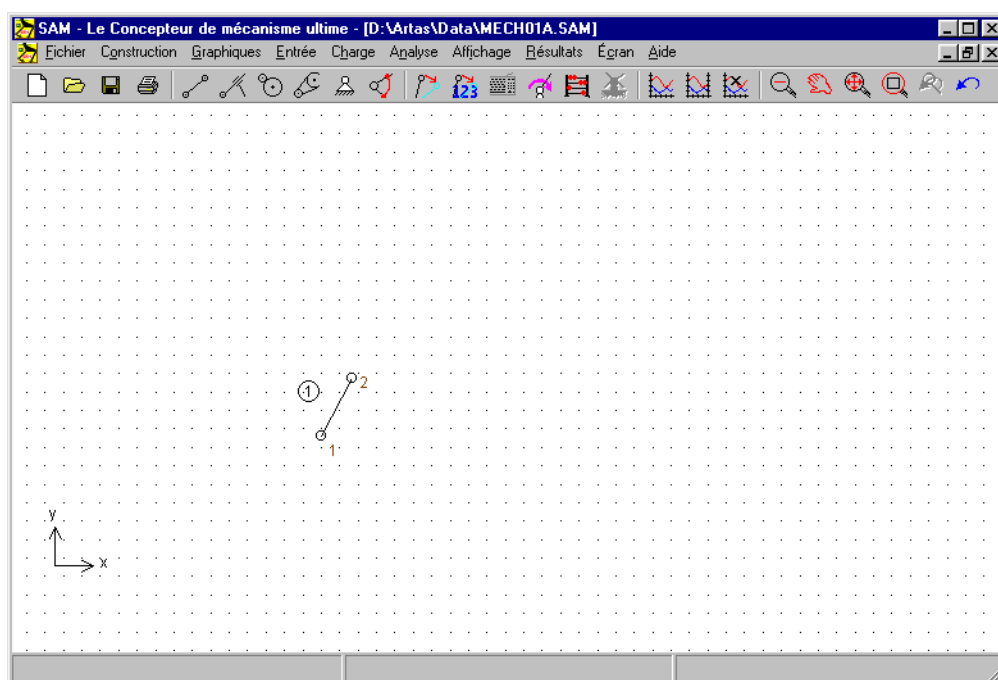 SAM - Le Concepteur de mécanisme ultime - [D:\Artas\Data\MECH01A.SAM]
Fichier Construction Graphiques Entrée Charge Analyse Affichage Résultats Écran Aide
123
1
2
1
y
x